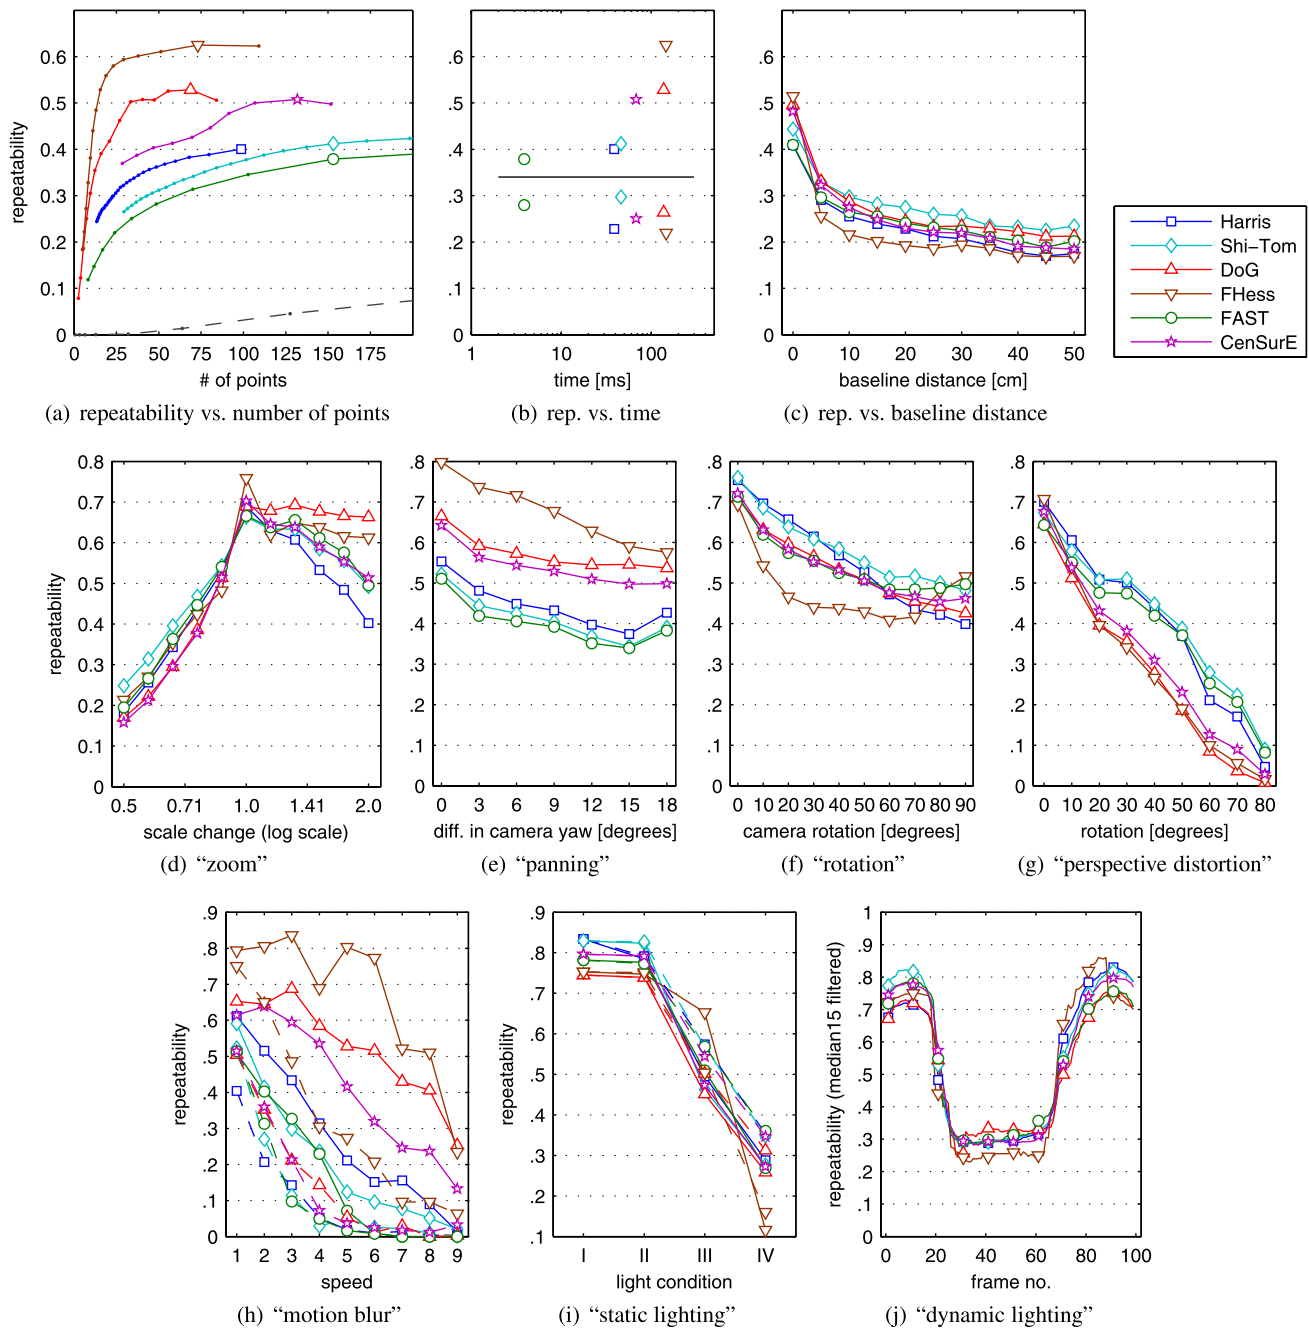 .6
0.5
0.4
0.3
0.2
0.1
0
repeatability
0 25 50 75 100 125 150 175
# of points
(a) repeatability vs. number of points
.6
.5
.4
.3
.2
.1
0
1 10 100
time [ms]
(b) rep. vs. time
.6
.5
.4
.3
.2
.1
0
0 10 20 30 40 50
baseline distance [cm]
(c) rep. vs. baseline distance
Harris
Shi-Tom
DoG
FHess
FAST
CenSurE
0.8
0.7
0.6
0.5
0.4
0.3
0.2
0.1
0
repeatability
0.5 0.71 1.0 1.41 2.0
scale change (log scale)
(d) “zoom”
.8
.7
.6
.5
.4
.3
.2
.1
0
0 3 6 9 12 15 18
diff. in camera yaw [degrees]
(e) “panning”
.8
.7
.6
.5
.4
.3
.2
.1
0
0 10 20 30 40 50 60 70 80 90
camera rotation [degrees]
(f) “rotation”
.8
.7
.6
.5
.4
.3
.2
.1
0
0 10 20 30 40 50 60 70 80
rotation [degrees]
(g) “perspective distortion”
.9
.8
.7
.6
.5
.4
.3
.2
.1
0
repeatability
1 2 3 4 5 6 7 8 9
speed
(h) “motion blur”
.9
.8
.7
.6
.5
.4
.3
.2
.1
repeatability
I II III IV
light condition
(i) “static lighting”
1
.9
.8
.7
.6
.5
.4
.3
.2
.1
0
repeatability (median15 filtered)
0 20 40 60 80 100
frame no.
(j) “dynamic lighting”